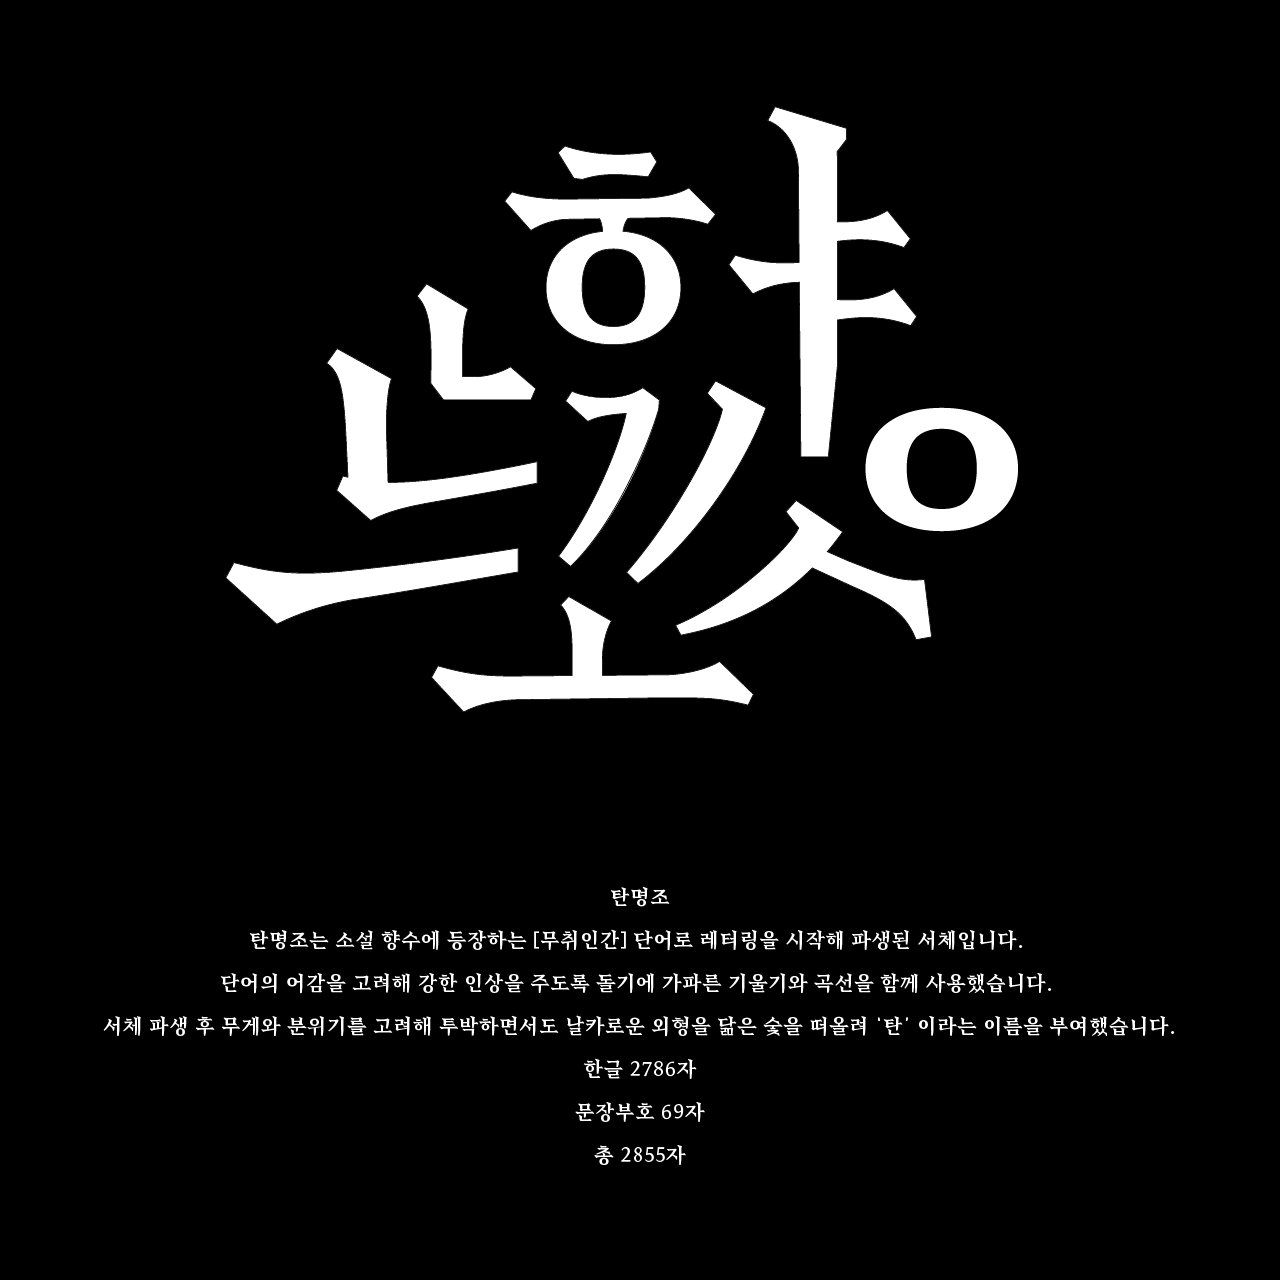 향
탄명조
탄명조는 소설 향수에 등장하는 [무취인간] 단어로 레터링을 시작해 파생된 서체입니다.
단어의 어감을 고려해 강한 인상을 주도록 돌기에 가파른 기울기와 곡선을 함께 사용했습니다.
서체 파생 후 무게와 분위기를 고려해 투박하면서도 날카로운 외형을 닮은 숯을 떠올려 '탄' 이라는 이름을 부여했습니다.
한글 2786자
문장부호 69자
총 2855자